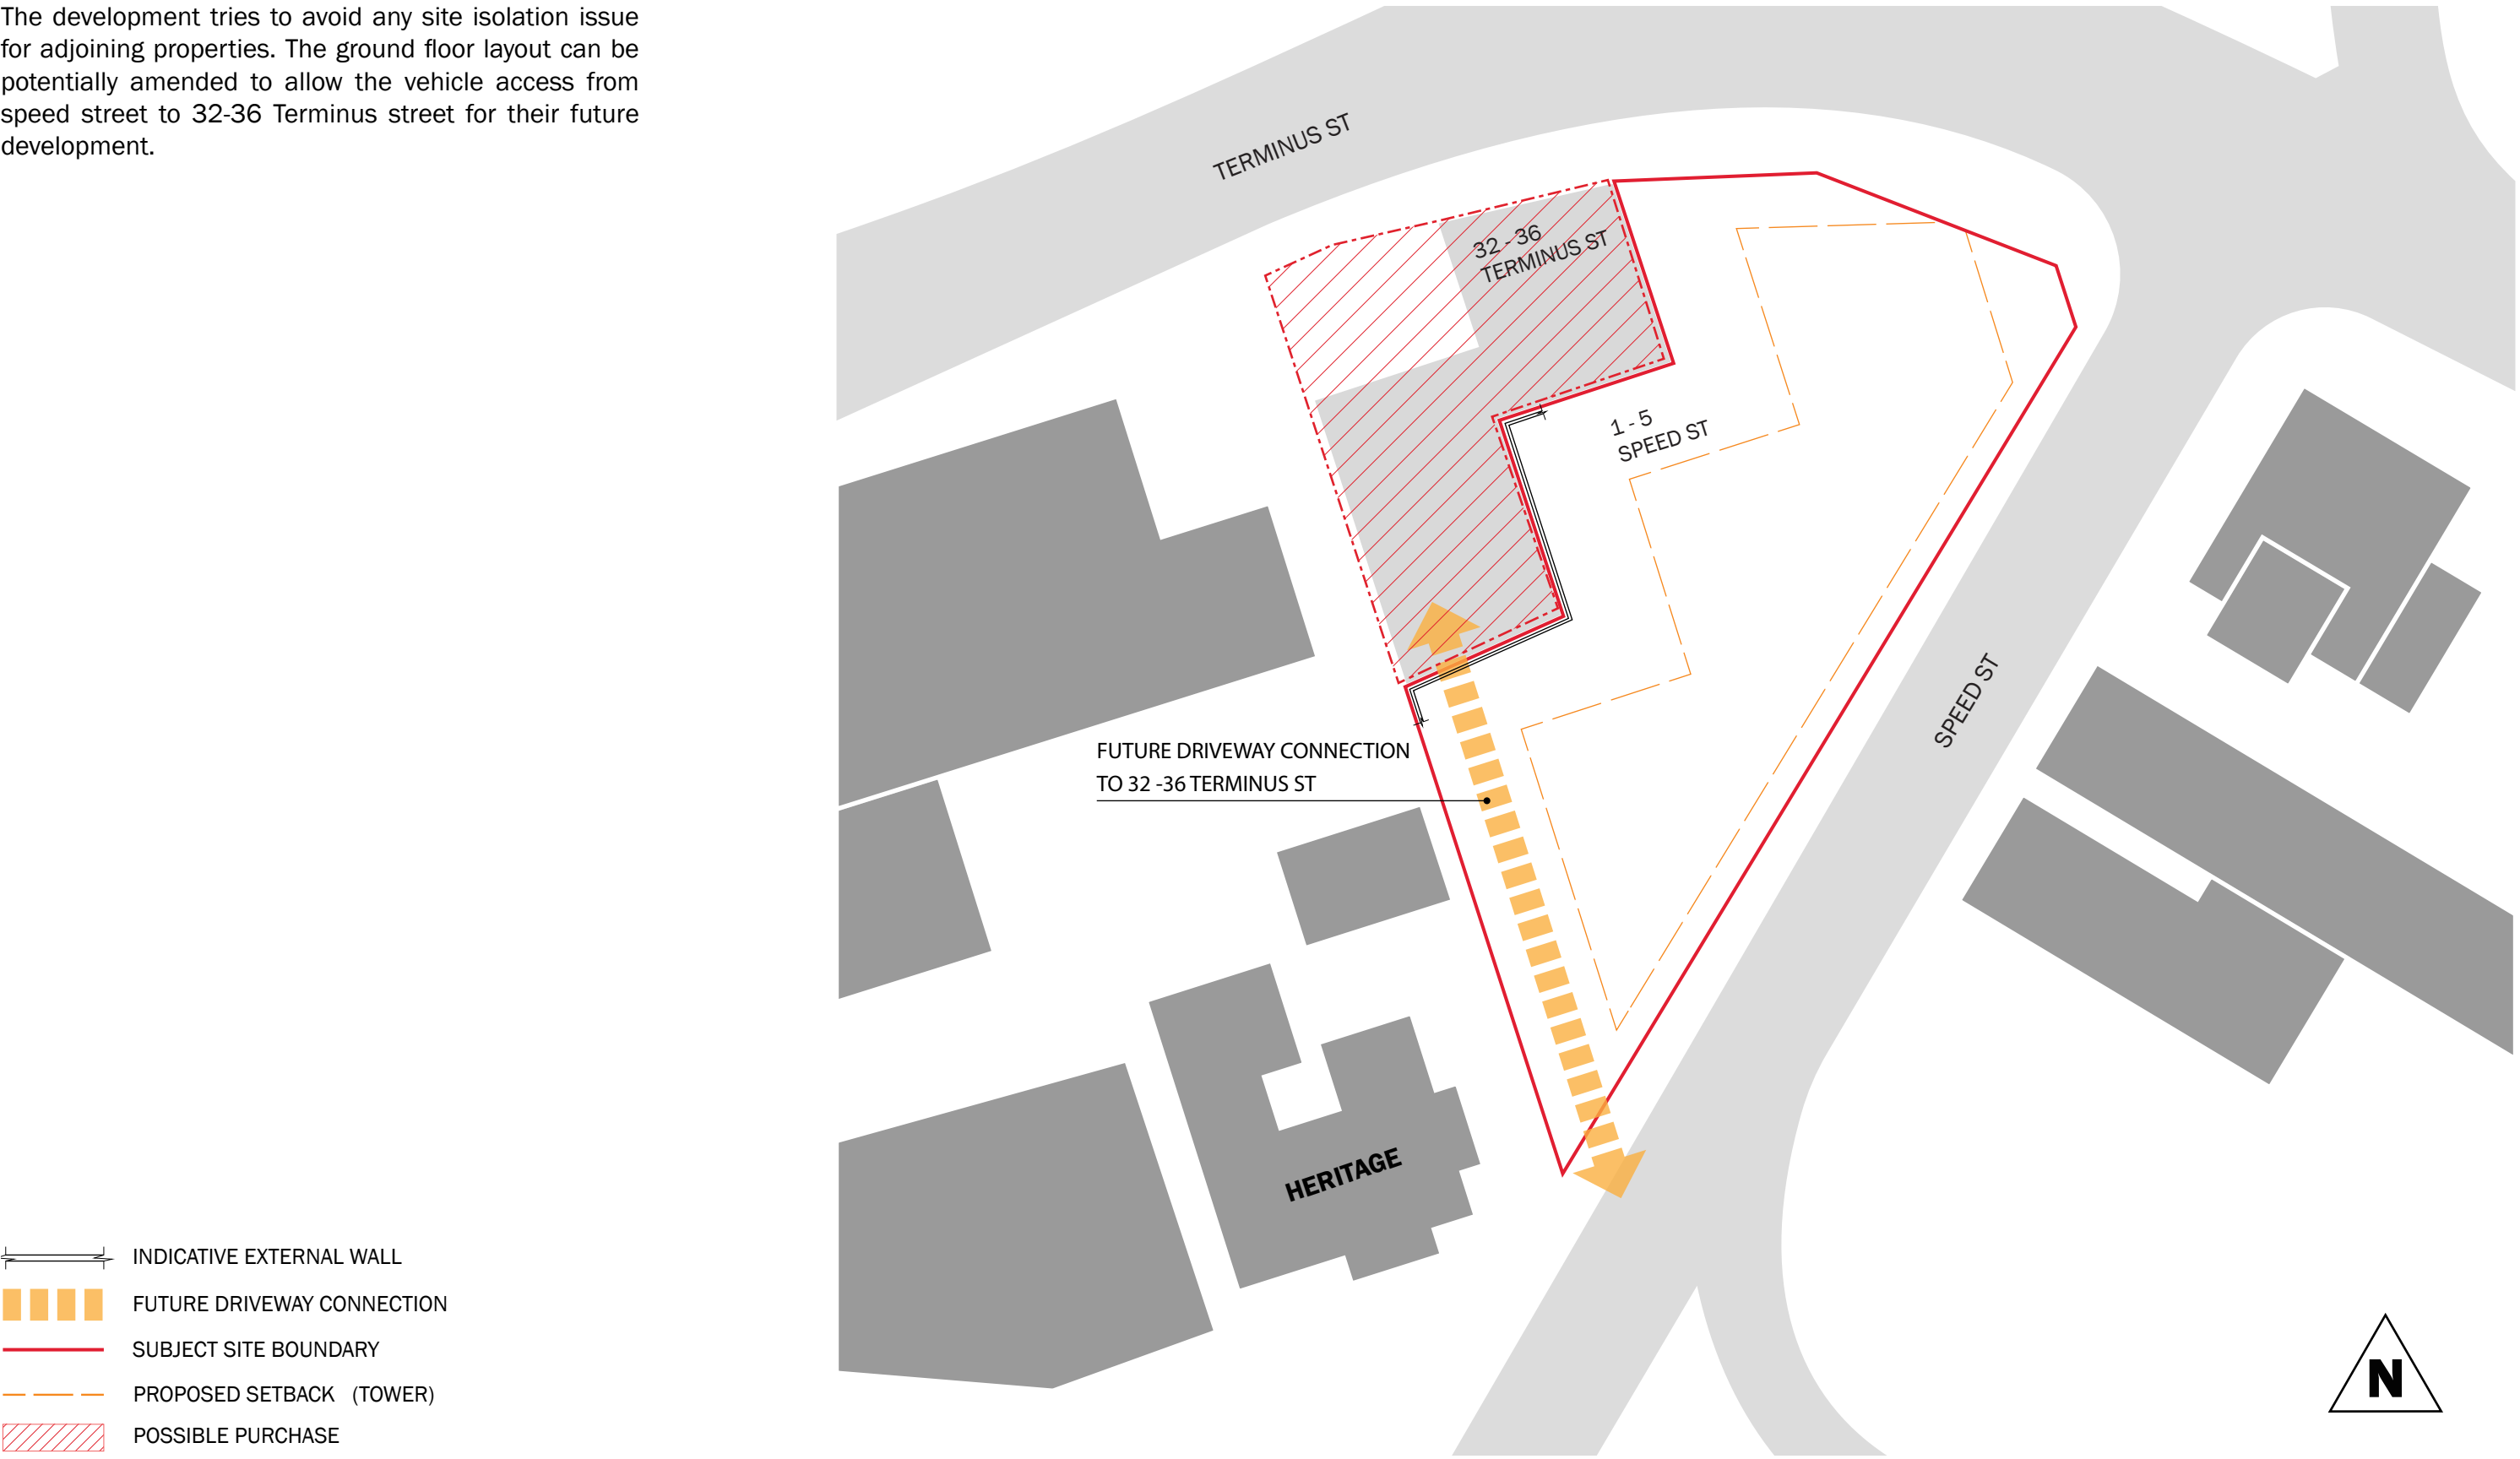 The development tries to avoid any site isolation issue
for adjoining properties. The ground floor layout can be
potentially amended to allow the vehicle access from
speed street to 32-36 Terminus street for their future
development.
TERMINUS ST
32 - 36
TERMINUS ST
1 - 5
SPEED ST
SPEED ST
FUTURE DRIVEWAY CONNECTION
TO 32 -36 TERMINUS ST
HERITAGE
INDICATIVE EXTERNAL WALL
FUTURE DRIVEWAY CONNECTION
SUBJECT SITE BOUNDARY
PROPOSED SETBACK (TOWER)
POSSIBLE PURCHASE
N